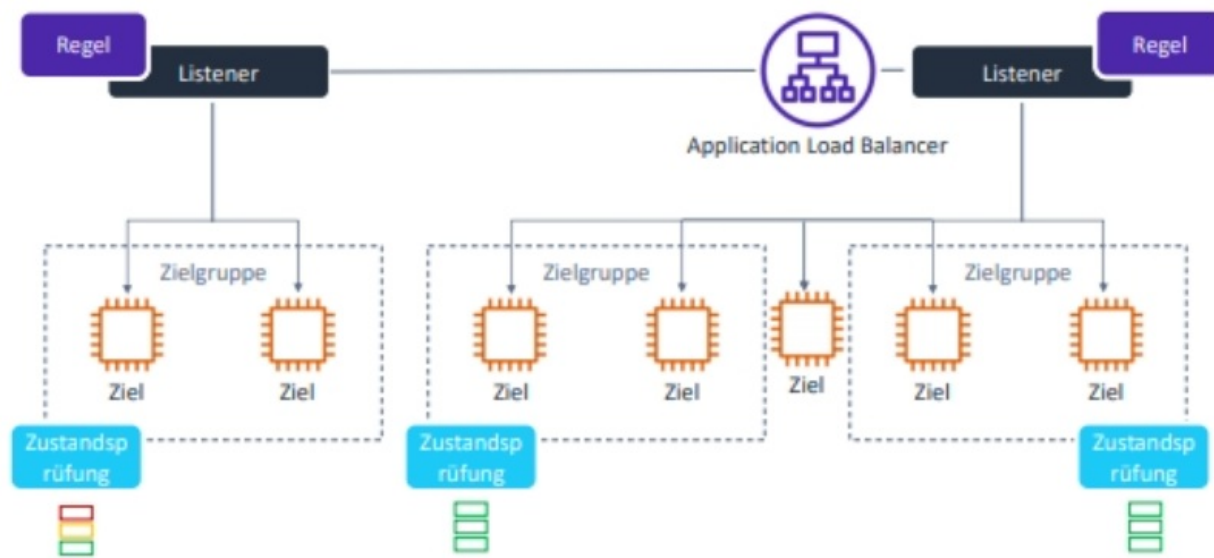 Regel
Listener
Application Load Balancer
Listener
Regel
Zielgruppe
Ziel
Ziel
Zustandsp
rüfung
Zielgruppe
Ziel
Ziel
Zustandsp
rüfung
Ziel
Zielgruppe
Ziel
Ziel
Zustandsp
rüfung